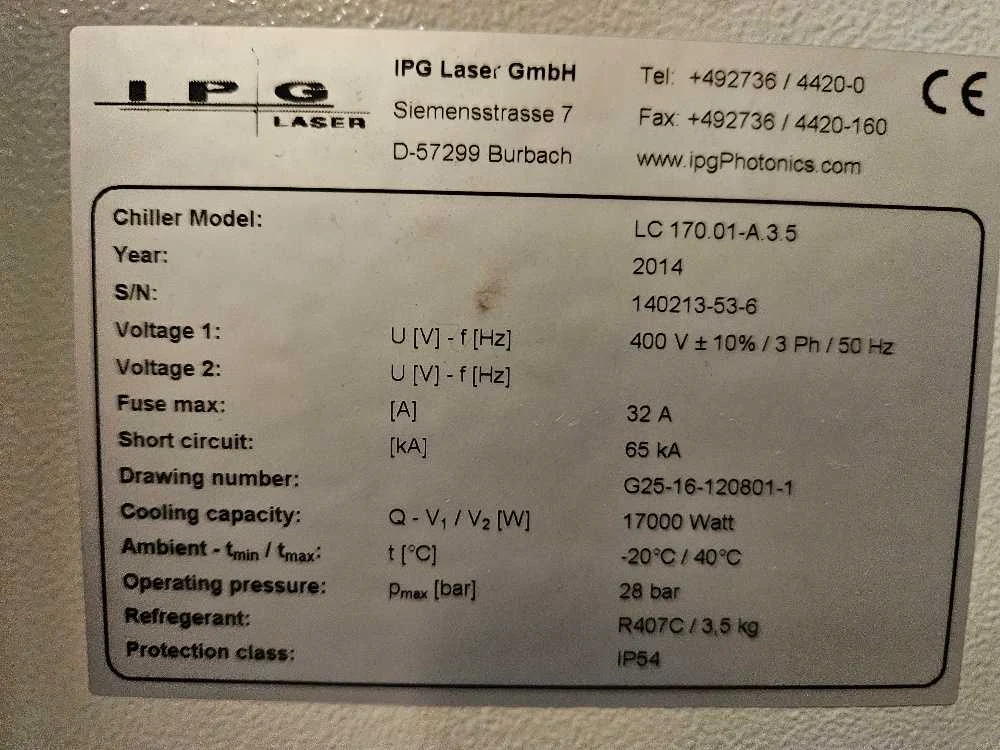 IPG
LASER
IPG Laser GmbH
Siemensstrasse 7
D-57299 Burbach
Tel: +492736 / 4420-0
Fax: +492736 / 4420-160
www.ipgPhotonics.com
CE
Chiller Model: LC 170.01-A.3.5
Year: 2014
S/N: 140213-53-6
Voltage 1: U [V] - f [Hz] 400 V ± 10% / 3 Ph / 50 Hz
Voltage 2: U [V] - f [Hz]
Fuse max: [A] 32 A
Short circuit: [kA] 65 kA
Drawing number: G25-16-120801-1
Cooling capacity: Q - V₁ / V₂ [W] 17000 Watt
Ambient - tmin / tmax: t [°C] -20°C / 40°C
Operating pressure: pmax [bar] 28 bar
Refregerant: R407C / 3,5 kg
Protection class: IP54